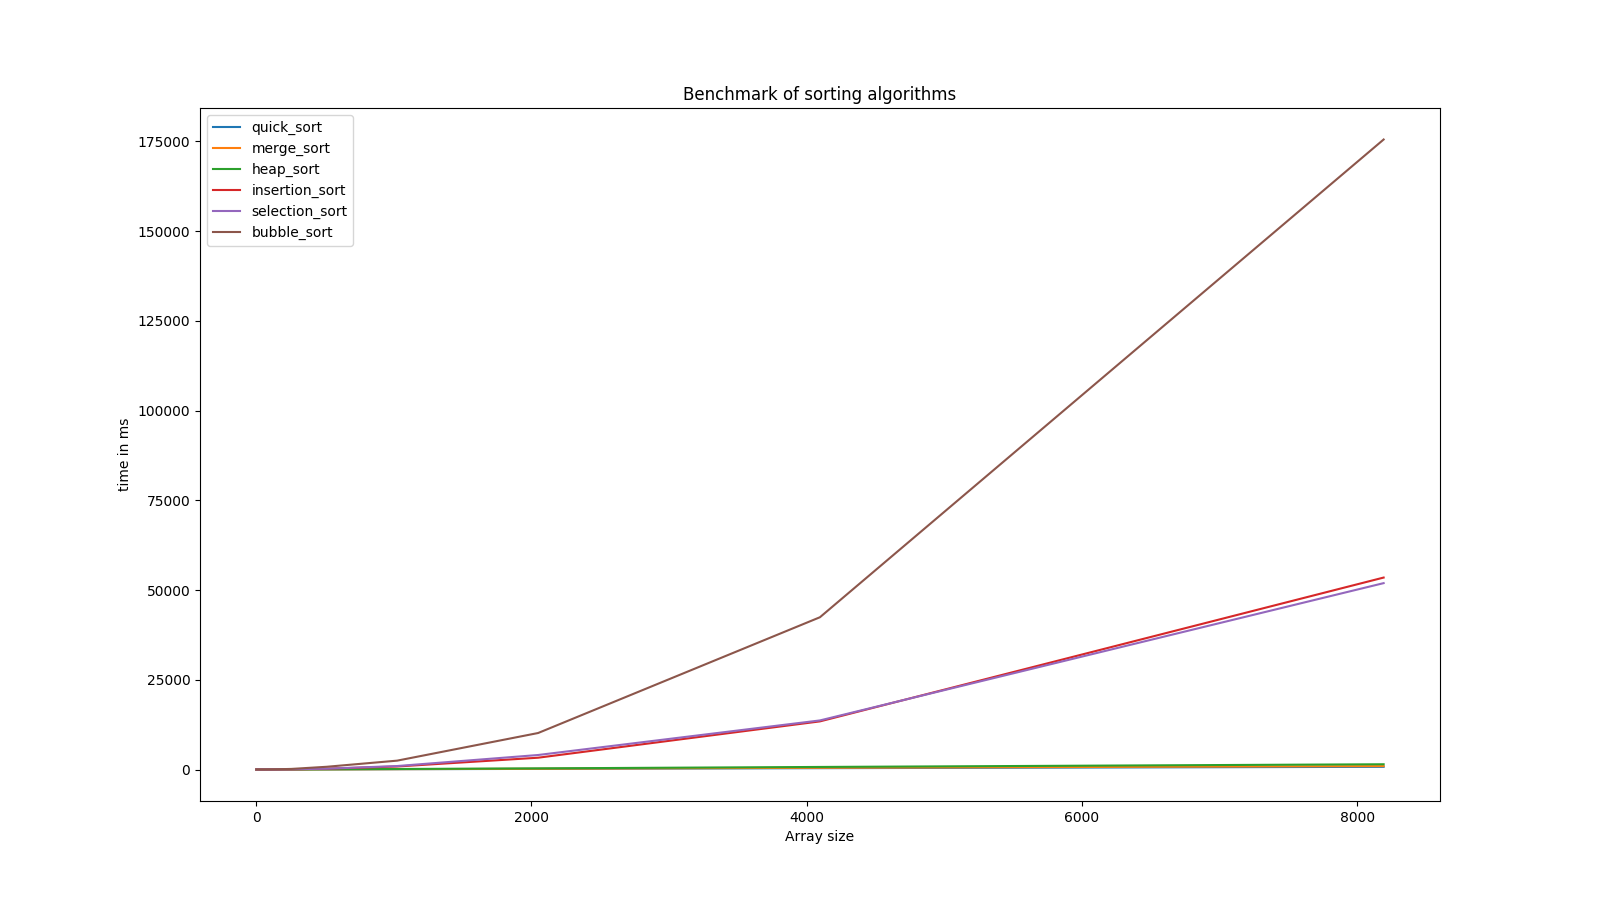 Benchmark of sorting algorithms
quick_sort
merge_sort
heap_sort
insertion_sort
selection_sort
bubble_sort
175000
150000
125000
100000
75000
50000
25000
0
time in ms
0 2000 4000 6000 8000
Array size